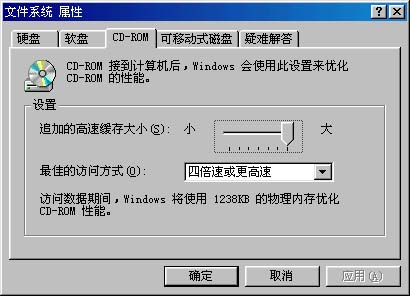 文件系统 属性
硬盘 软盘 CD-ROM 可移动式磁盘 疑难解答
CD-ROM 接到计算机后，Windows 会使用此设置来优化
CD-ROM 的性能。
设置
追加的高速缓存大小(S): 小 大
最佳的访问方式(O): 四倍速或更高速
访问数据期间，Windows 将使用 1238KB 的物理内存优化
CD-ROM 性能。
确定 取消 应用(A)